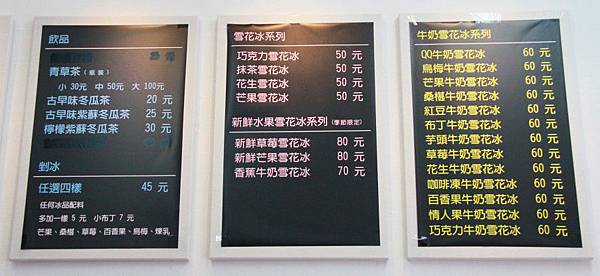 飲品
青草茶(瓶裝)
小 30元 中 50元 大 100元
古早味冬瓜茶 20 元
古早味紫蘇冬瓜茶 25 元
檸檬紫蘇冬瓜茶 30 元
剉冰
任選四樣 45 元
任何冰品配料
多加一樣 5 元 小布丁 7 元
芒果、桑椹、草莓、百香果、烏梅、煉乳
雪花冰系列
巧克力雪花冰 50 元
抹茶雪花冰 50 元
花生雪花冰 50 元
芒果雪花冰 50 元
新鮮水果雪花冰系列(季節限定)
新鮮草莓雪花冰 80 元
新鮮芒果雪花冰 80 元
香蕉牛奶雪花冰 70 元
牛奶雪花冰系列
QQ牛奶雪花冰 60 元
烏梅牛奶雪花冰 60 元
芒果牛奶雪花冰 60 元
桑椹牛奶雪花冰 60 元
紅豆牛奶雪花冰 60 元
布丁牛奶雪花冰 60 元
芋頭牛奶雪花冰 60 元
草莓牛奶雪花冰 60 元
花生牛奶雪花冰 60 元
咖啡凍牛奶雪花冰 60 元
百香果牛奶雪花冰 60 元
情人果牛奶雪花冰 60 元
巧克力牛奶雪花冰 60 元